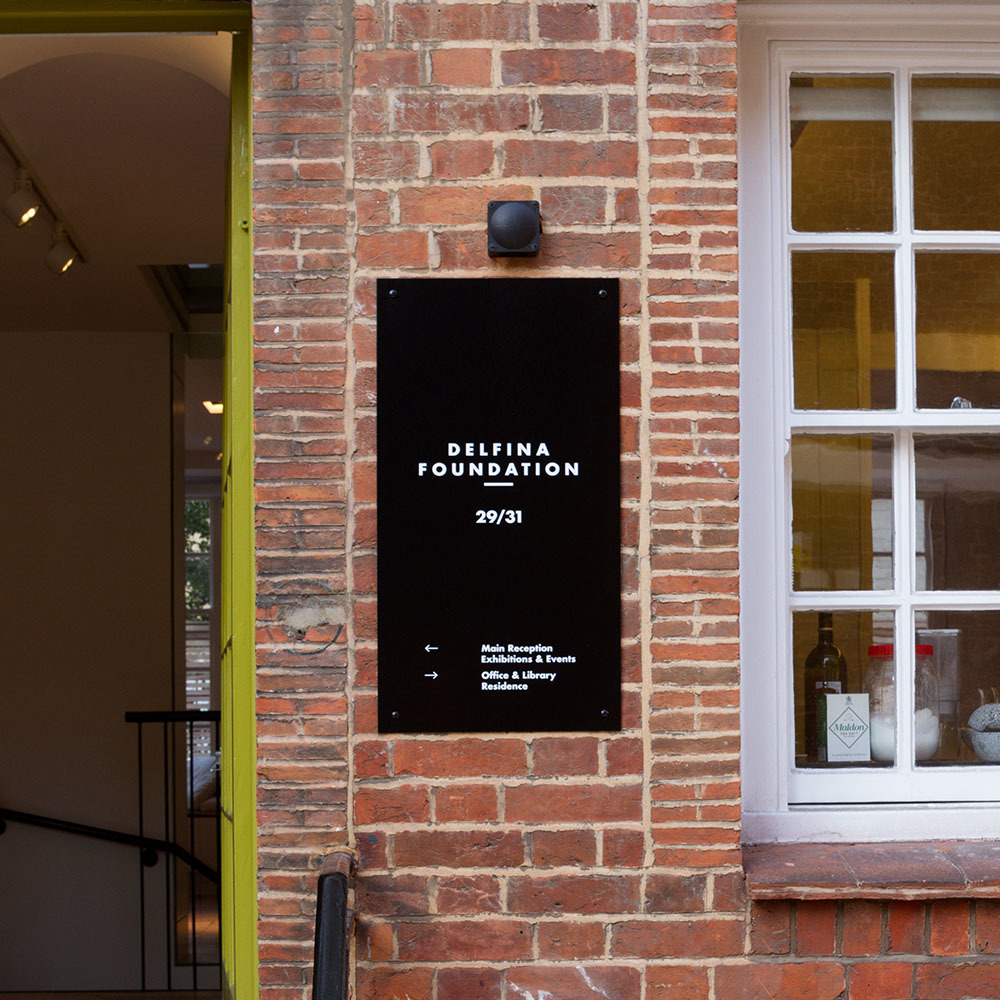 DELFINA
FOUNDATION
29/31
← Main Reception
Exhibitions & Events
→ Office & Library
Residence
Maldon